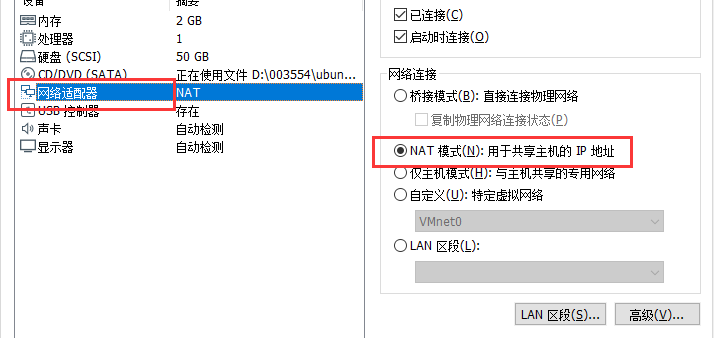 设备 摘要
内存 2 GB
处理器 1
硬盘 (SCSI) 50 GB
CD/DVD (SATA) 正在使用文件 D:\003554\ubun...
网络适配器 NAT
USB 控制器 存在
声卡 自动检测
显示器 自动检测
已连接(C)
启动时连接(O)
网络连接
桥接模式(B): 直接连接物理网络
复制物理网络连接状态(P)
NAT 模式(N): 用于共享主机的 IP 地址
仅主机模式(H): 与主机共享的专用网络
自定义(U): 特定虚拟网络
VMnet0
LAN 区段(L):
LAN 区段(S)... 高级(V)...